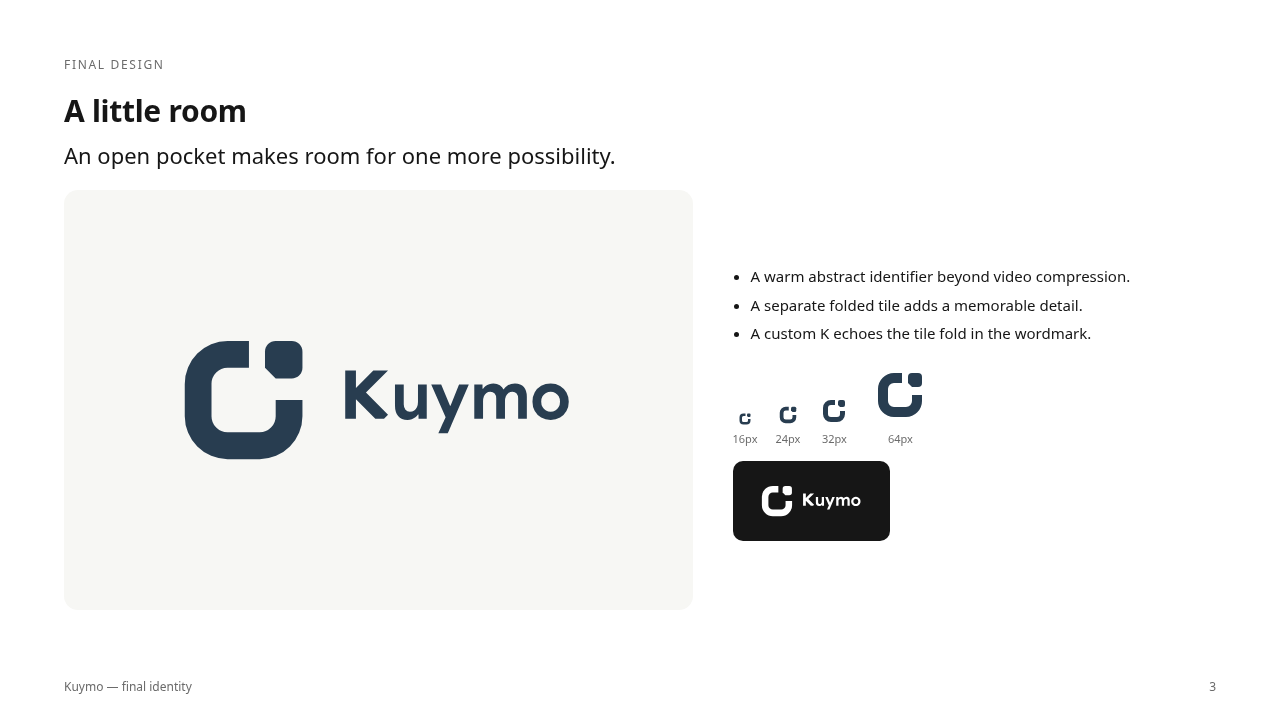 FINAL DESIGN
A little room
An open pocket makes room for one more possibility.
Kuymo
• A warm abstract identifier beyond video compression.
• A separate folded tile adds a memorable detail.
• A custom K echoes the tile fold in the wordmark.
16px 24px 32px 64px
Kuymo
Kuymo — final identity
3